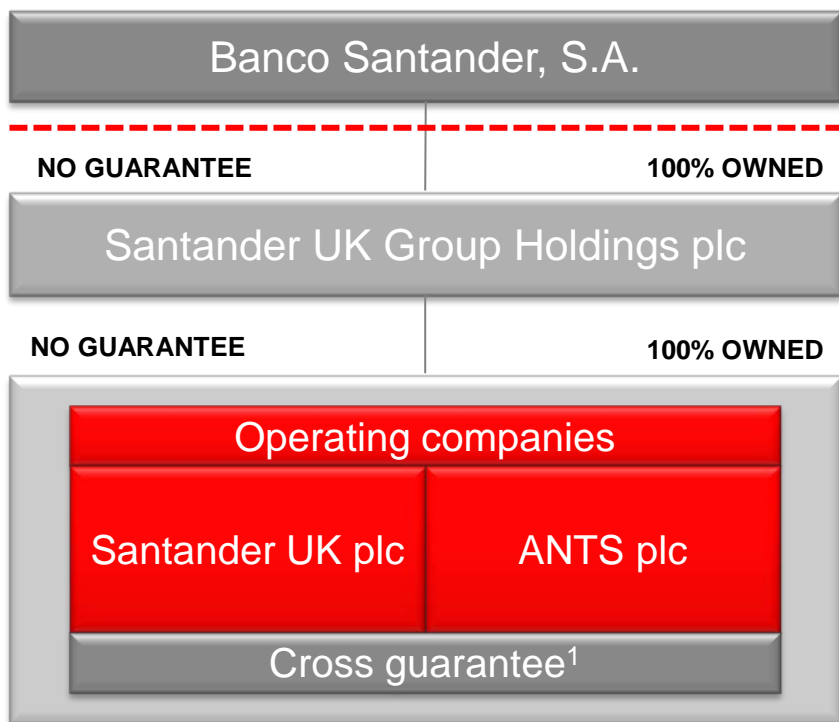 Banco Santander, S.A.
NO GUARANTEE
100% OWNED
Santander UK Group Holdings plc
NO GUARANTEE
100% OWNED
Operating companies
Santander UK plc
ANTS plc
Cross guarantee¹